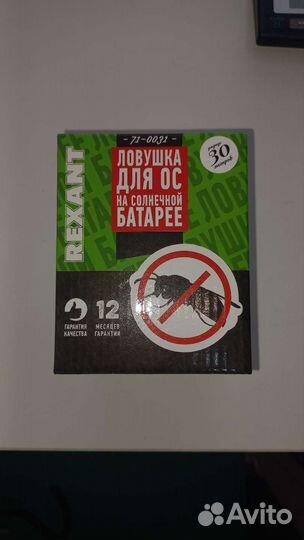 REXANT
71-0031
ЛОВУШКА
ДЛЯ ОС
НА СОЛНЕЧНОЙ
БАТАРЕЕ
30
ГАРАНТИЯ
КАЧЕСТВА
12
МЕСЯЦЕВ
ГАРАНТИИ
Avito